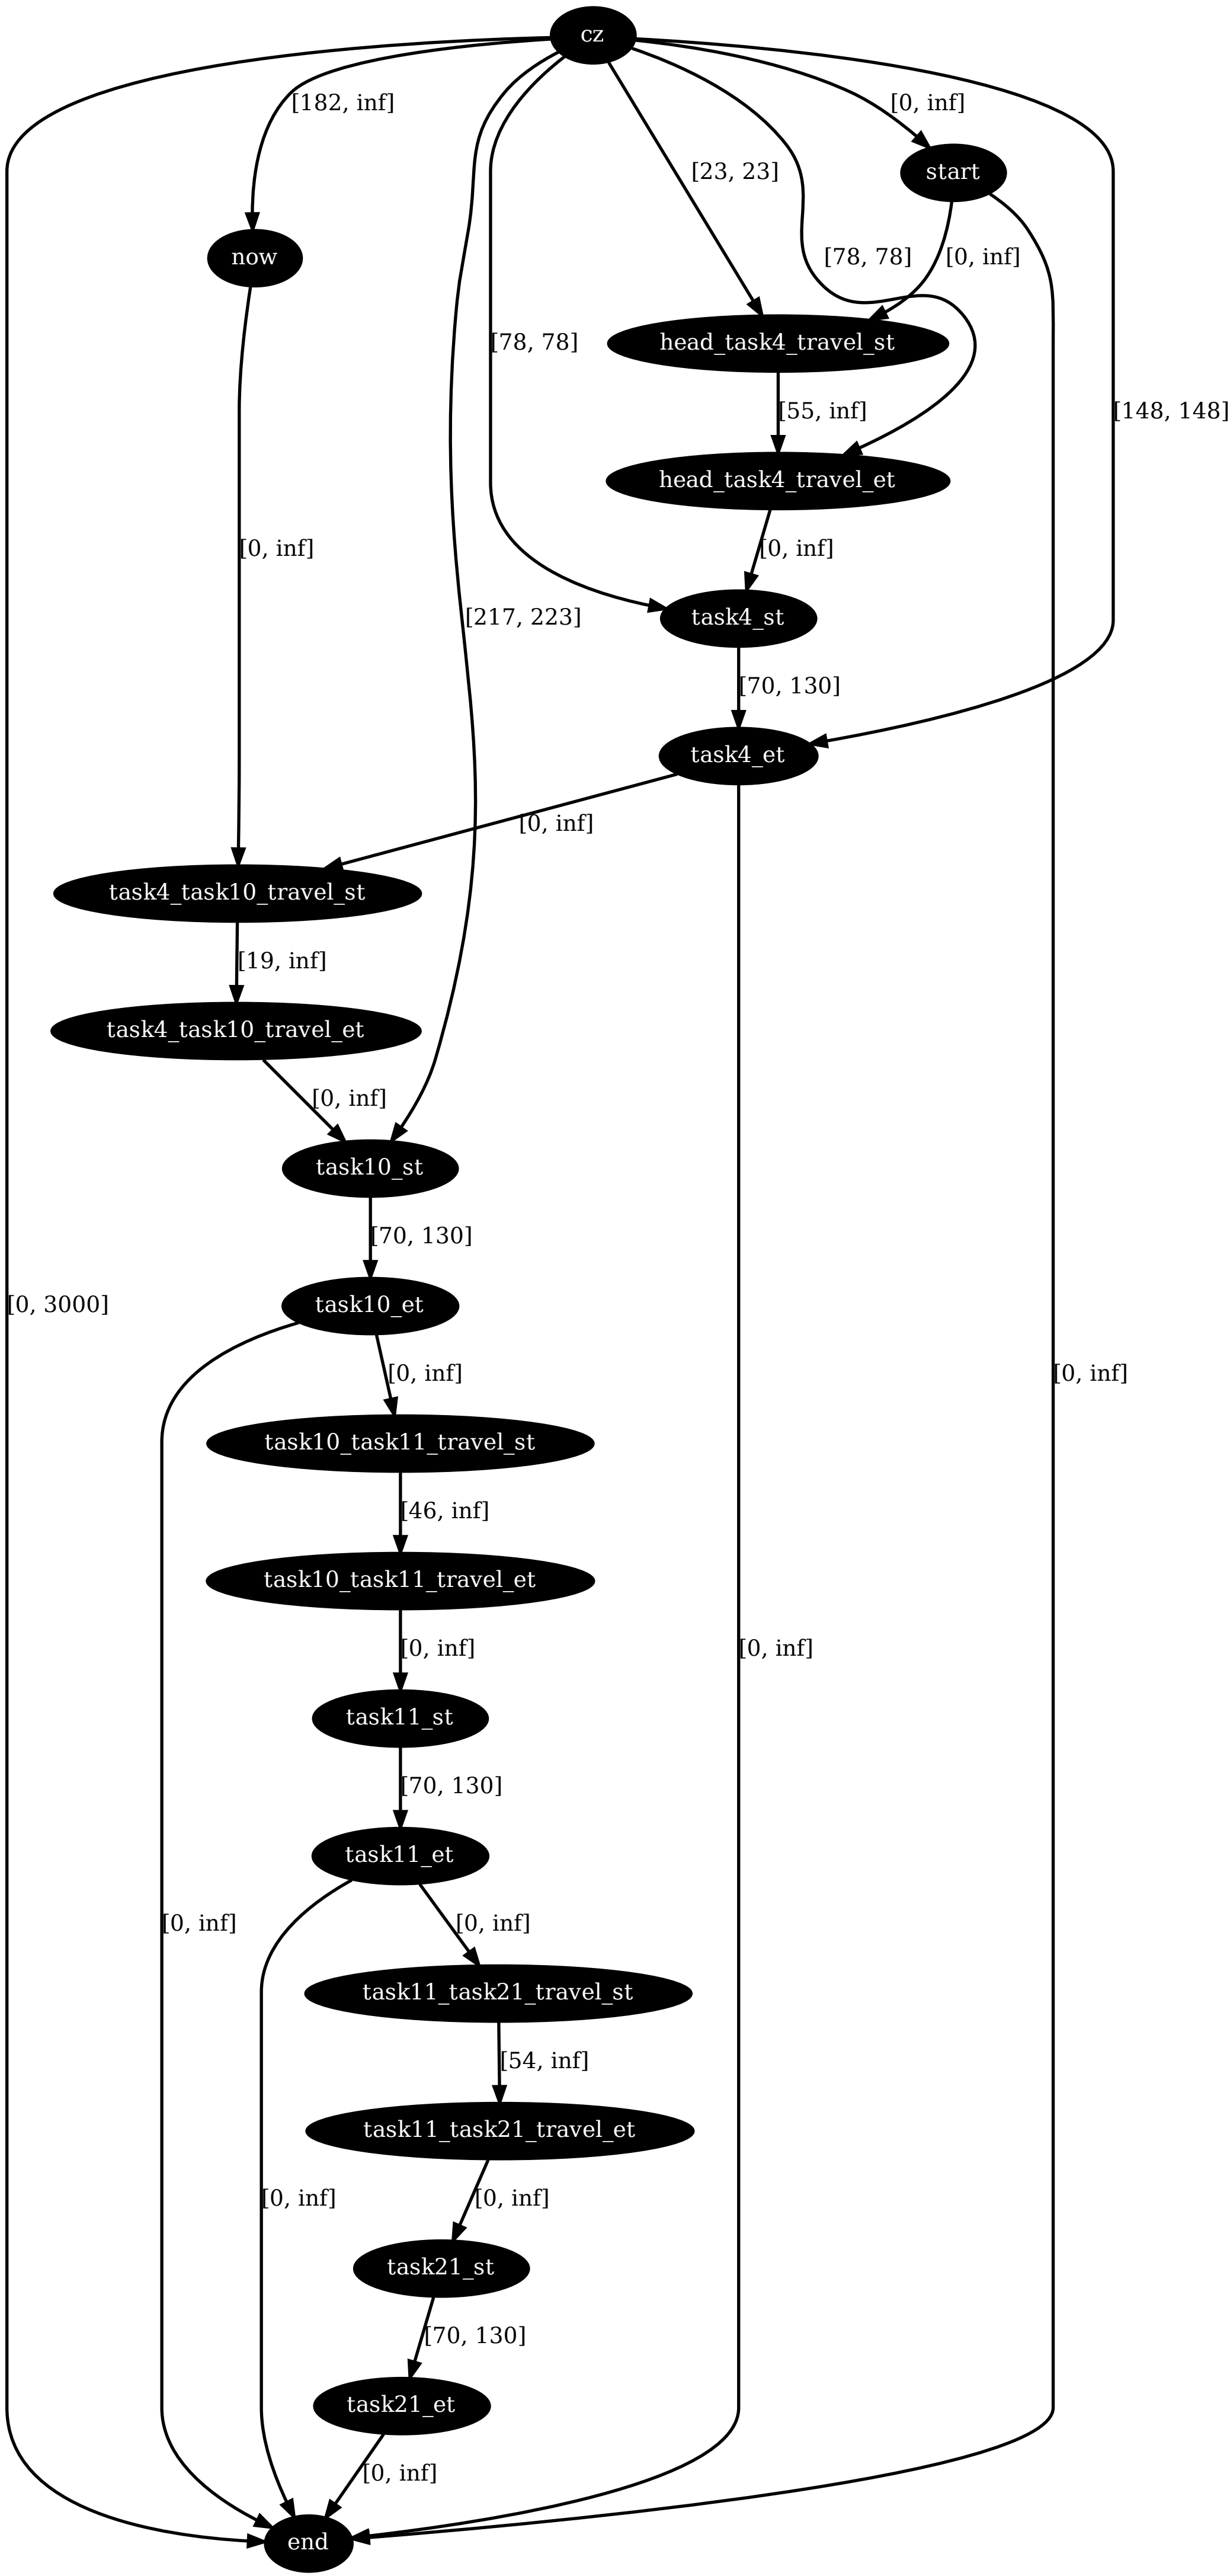 cz
[182, inf]
[0, inf]
start
[23, 23]
now
[78, 78]
[0, inf]
[78, 78]
head_task4_travel_st
[55, inf]
[148, 148]
head_task4_travel_et
[0, inf]
[0, inf]
[217, 223]
task4_st
[70, 130]
task4_et
[0, inf]
task4_task10_travel_st
[19, inf]
task4_task10_travel_et
[0, inf]
task10_st
[70, 130]
[0, 3000]
task10_et
[0, inf]
[0, inf]
task10_task11_travel_st
[46, inf]
task10_task11_travel_et
[0, inf]
[0, inf]
task11_st
[70, 130]
task11_et
[0, inf]
[0, inf]
task11_task21_travel_st
[54, inf]
task11_task21_travel_et
[0, inf]
[0, inf]
task21_st
[70, 130]
task21_et
[0, inf]
end